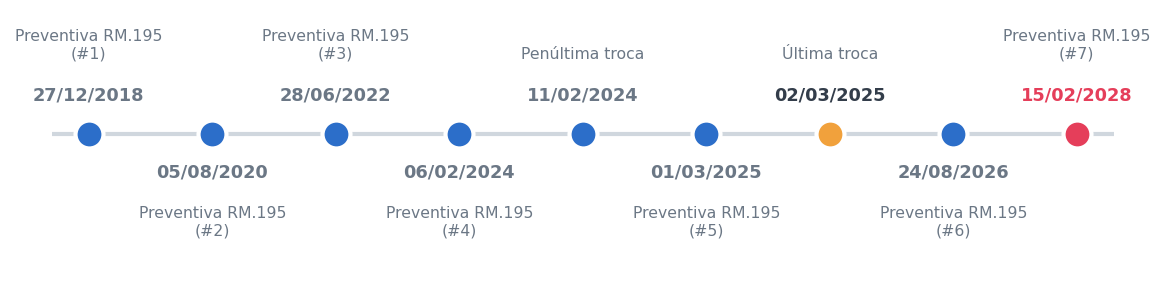 Preventiva RM.195
(#1)
27/12/2018
05/08/2020
Preventiva RM.195
(#2)
Preventiva RM.195
(#3)
28/06/2022
06/02/2024
Preventiva RM.195
(#4)
Penúltima troca
11/02/2024
01/03/2025
Preventiva RM.195
(#5)
Última troca
02/03/2025
24/08/2026
Preventiva RM.195
(#6)
Preventiva RM.195
(#7)
15/02/2028